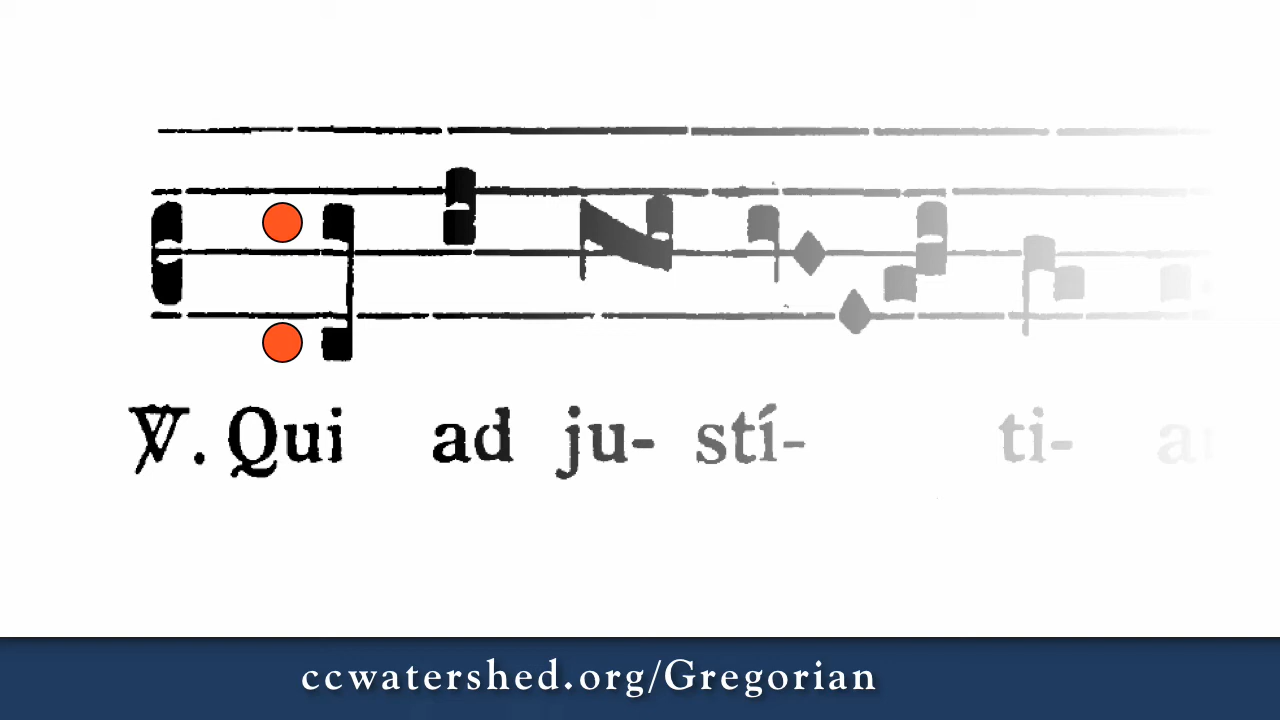 ℣. Qui ad ju- stí- ti- a
ccwatershed.org/Gregorian